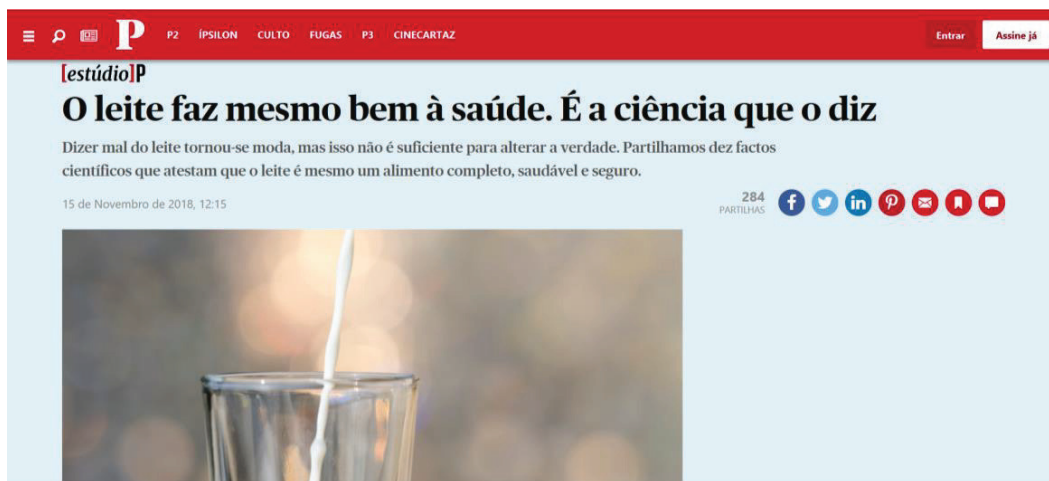 P P2 ÍPSILON CULTO FUGAS P3 CINECARTAZ Entrar Assine já
[estúdio]P
O leite faz mesmo bem à saúde. É a ciência que o diz
Dizer mal do leite tornou-se moda, mas isso não é suficiente para alterar a verdade. Partilhamos dez factos
científicos que atestam que o leite é mesmo um alimento completo, saudável e seguro.
15 de Novembro de 2018, 12:15
284
PARTILHAS